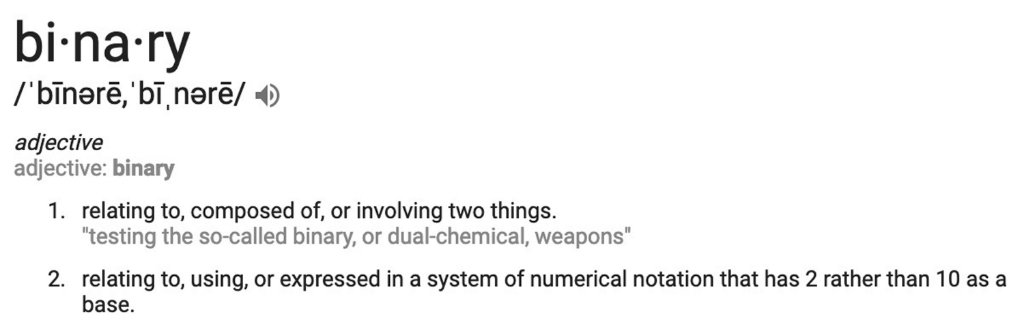 bi·na·ry
/ˈbīnərē,ˈbīˌnərē/
adjective
adjective: binary
1. relating to, composed of, or involving two things.
"testing the so-called binary, or dual-chemical, weapons"
2. relating to, using, or expressed in a system of numerical notation that has 2 rather than 10 as a
base.